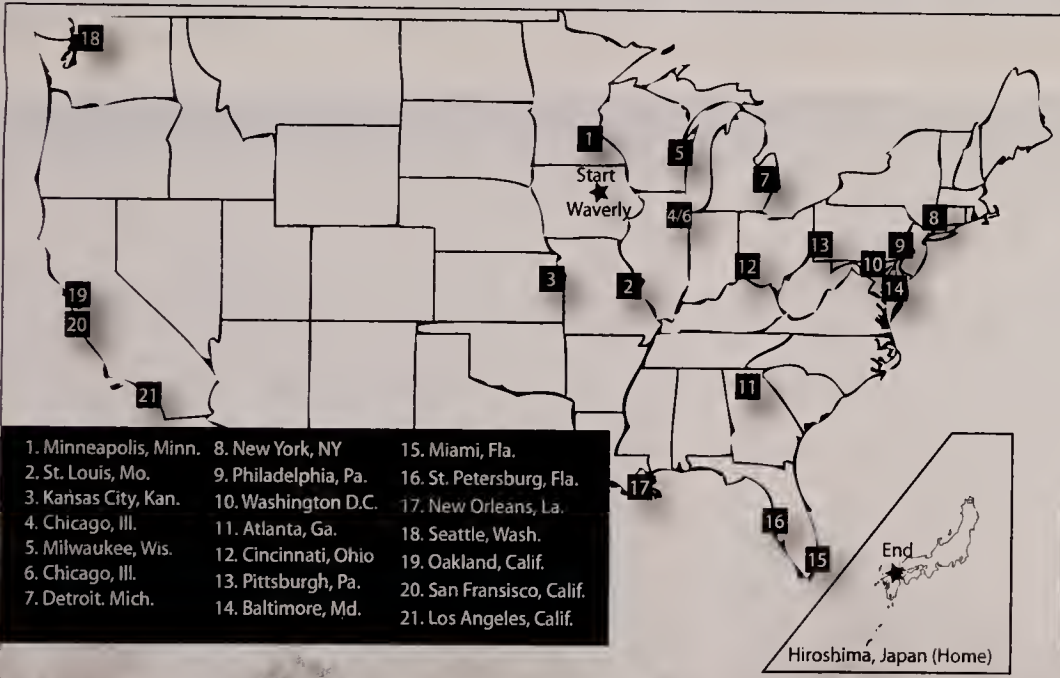 18
1
5
7
Start
Waverly
4/6
8
13
9
10
12
3
2
14
19
20
11
21
1. Minneapolis, Minn.
2. St. Louis, Mo.
3. Kansas City, Kan.
4. Chicago, Ill.
5. Milwaukee, Wis.
6. Chicago, Ill.
7. Detroit. Mich.
8. New York, NY
9. Philadelphia, Pa.
10. Washington D.C.
11. Atlanta, Ga.
12. Cincinnati, Ohio
13. Pittsburgh, Pa.
14. Baltimore, Md.
15. Miami, Fla.
16. St. Petersburg, Fla.
17. New Orleans, La.
18. Seattle, Wash.
19. Oakland, Calif.
20. San Fransisco, Calif.
21. Los Angeles, Calif.
17
16
15
End
Hiroshima, Japan (Home)